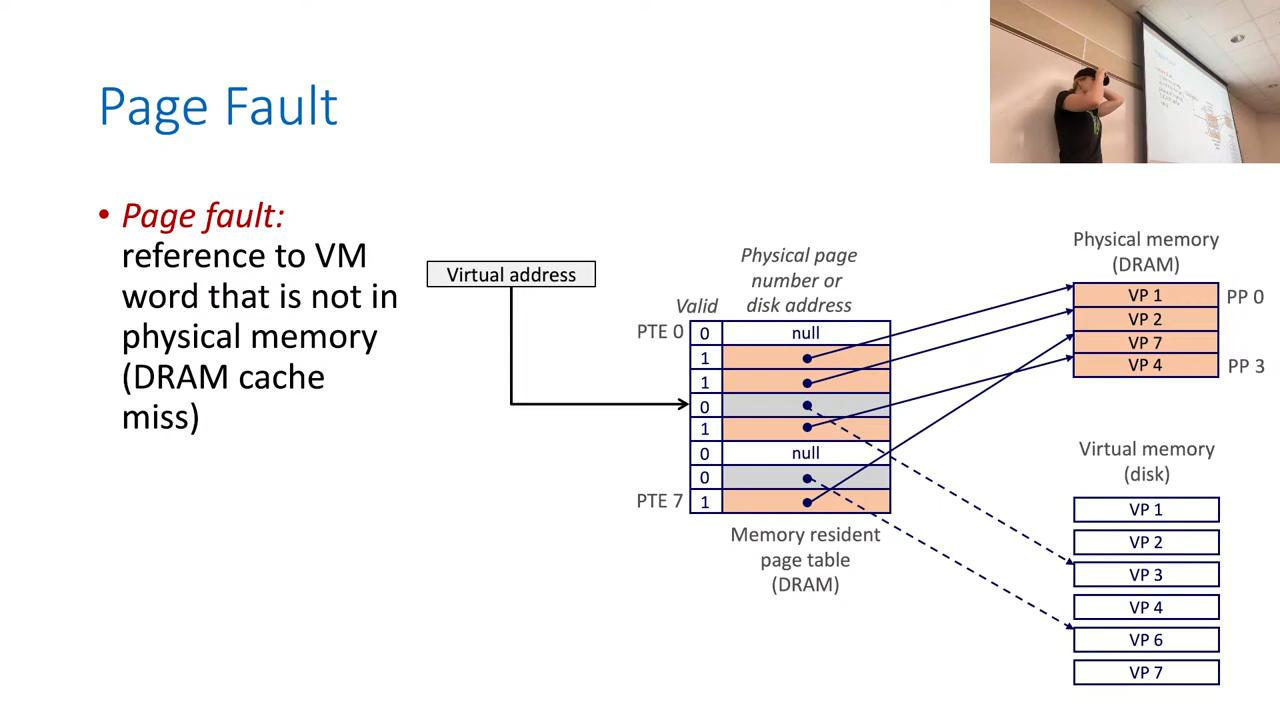 Page Fault
• Page fault:
reference to VM
word that is not in
physical memory
(DRAM cache
miss)
Virtual address
Physical page
number or
disk address
Valid
PTE 0
0 null
1
1
0
1
0 null
0
PTE 7 1
Memory resident
page table
(DRAM)
Physical memory
(DRAM)
VP 1 PP 0
VP 2
VP 7
VP 4 PP 3
Virtual memory
(disk)
VP 1
VP 2
VP 3
VP 4
VP 6
VP 7